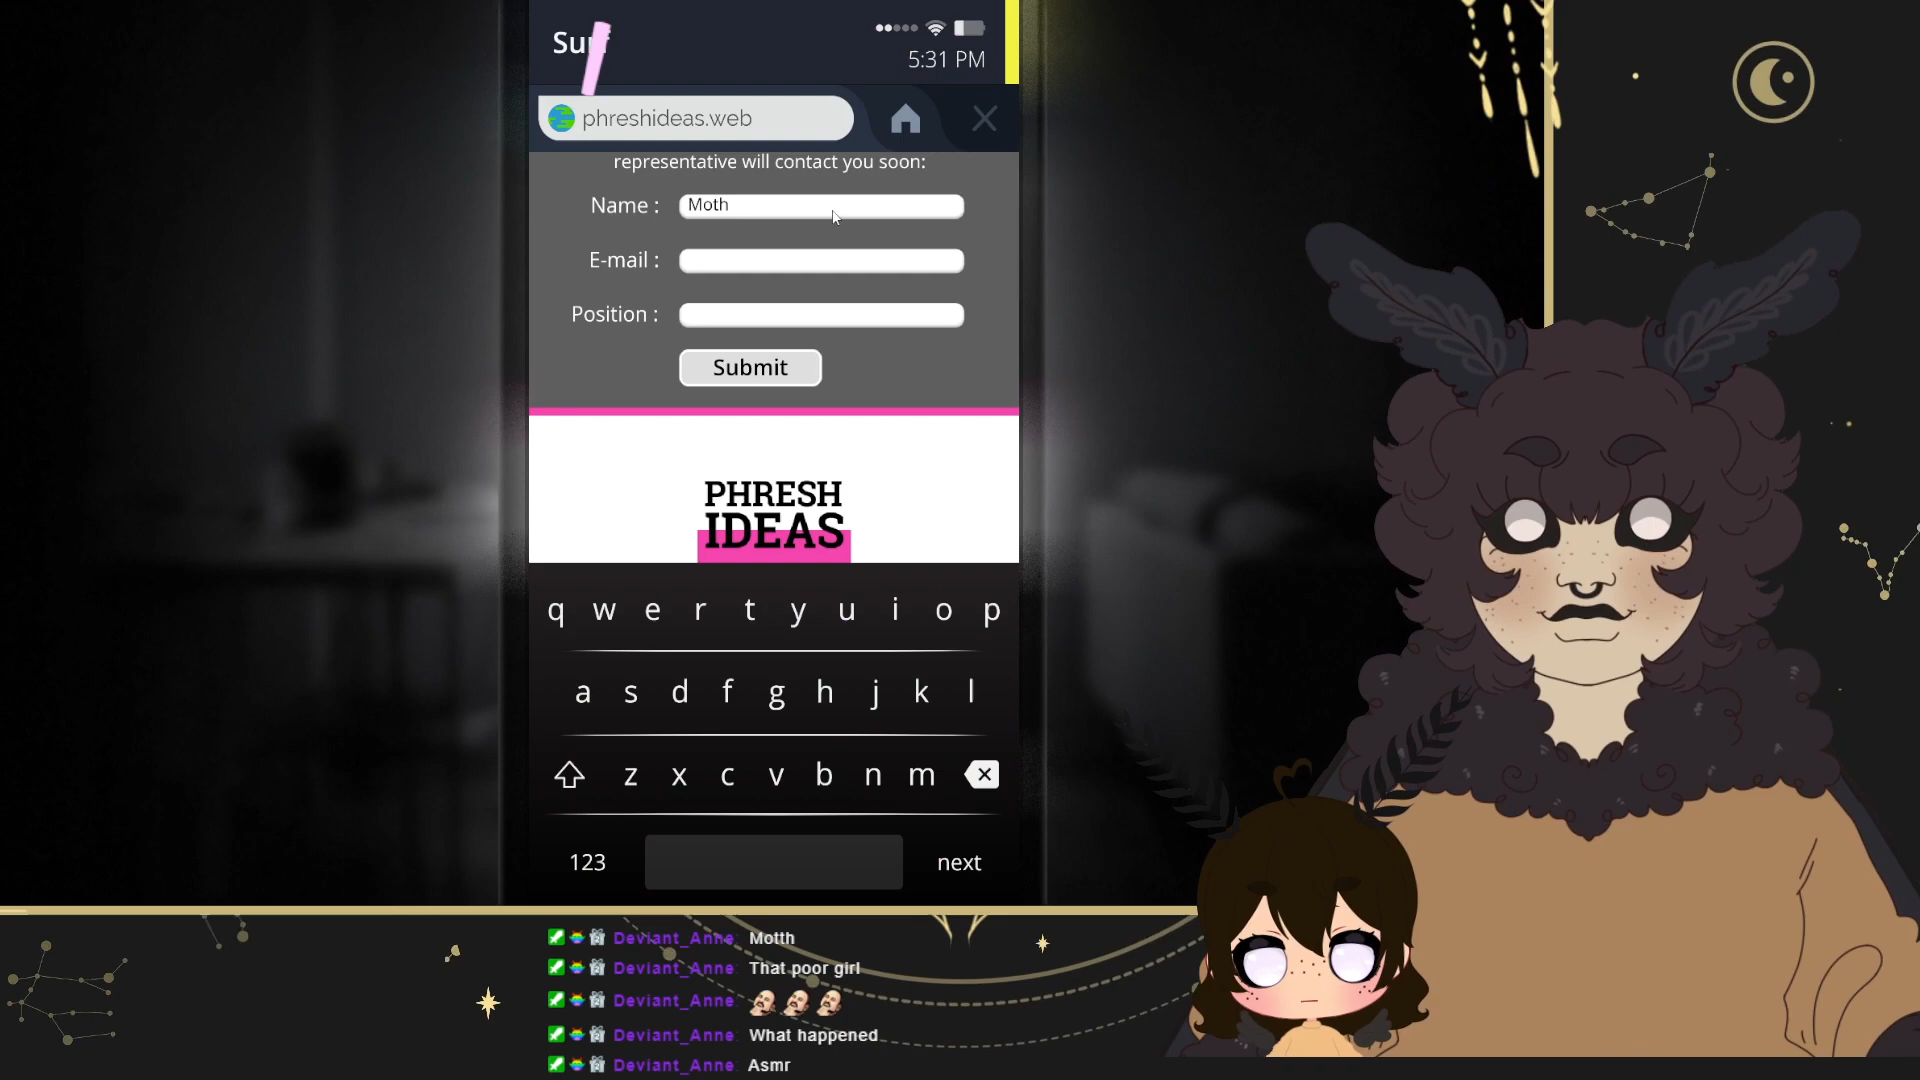 Surf
5:31 PM
phreshideas.web
representative will contact you soon:
Name :
Moth
E-mail :
Position :
Submit
PHRESH
IDEAS
q w e r t y u i o p
a s d f g h j k l
z x c v b n m
123
next
Deviant_Anne: Motth
Deviant_Anne: That poor girl
Deviant_Anne:
Deviant_Anne: What happened
Deviant_Anne: Asmr